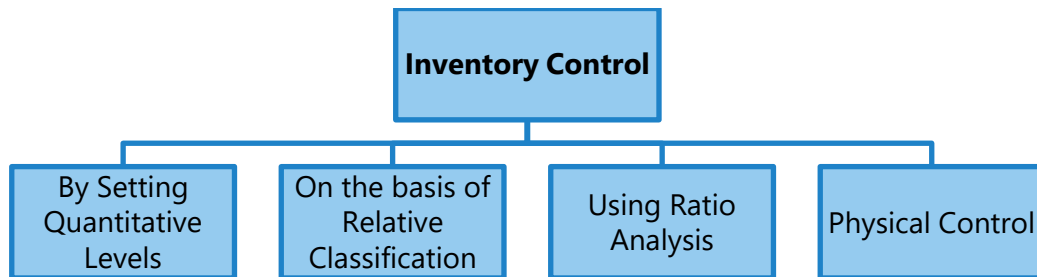 Inventory Control
By Setting
Quantitative
Levels
On the basis of
Relative
Classification
Using Ratio
Analysis
Physical Control